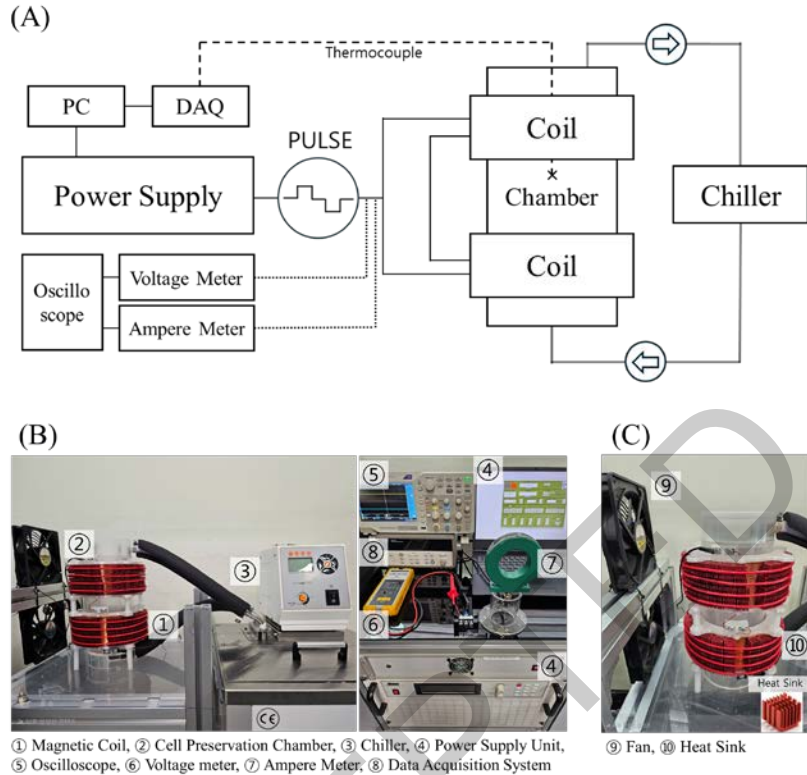 (A)
Thermocouple
PC
DAQ
PULSE
Coil
Power Supply
Chamber
Chiller
Voltage Meter
Oscillo
scope
Ampere Meter
Coil
(B)
(C)
⑤
④
⑨
②
③
⑧
⑦
①
⑥
⑩
④
Heat Sink
CE
① Magnetic Coil, ② Cell Preservation Chamber, ③ Chiller, ④ Power Supply Unit,
⑤ Oscilloscope, ⑥ Voltage meter, ⑦ Ampere Meter, ⑧ Data Acquisition System
⑨ Fan, ⑩ Heat Sink